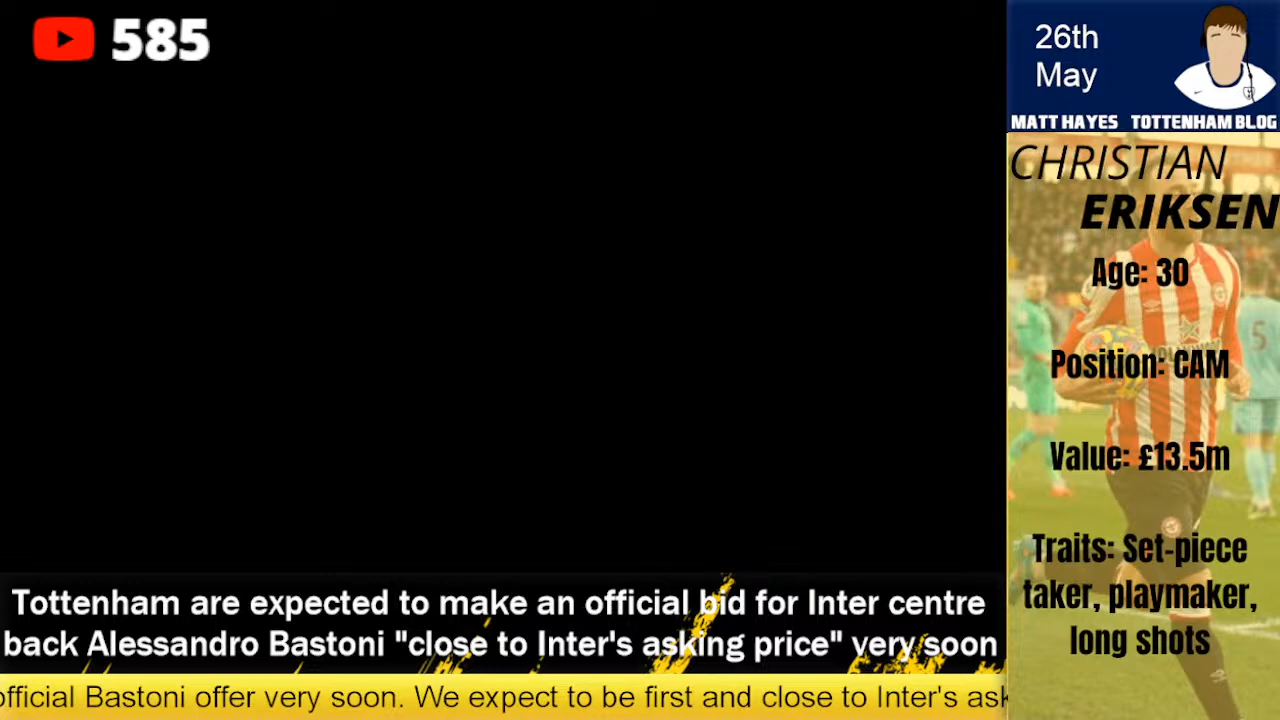 585
26th
May
MATT HAYES TOTTENHAM BLOG
CHRISTIAN
ERIKSEN
Age: 30
Position: CAM
Value: £13.5m
Traits: Set-piece
taker, playmaker,
long shots
5
Tottenham are expected to make an official bid for Inter centre
back Alessandro Bastoni "close to Inter's asking price" very soon
official Bastoni offer very soon. We expect to be first and close to Inter's ask